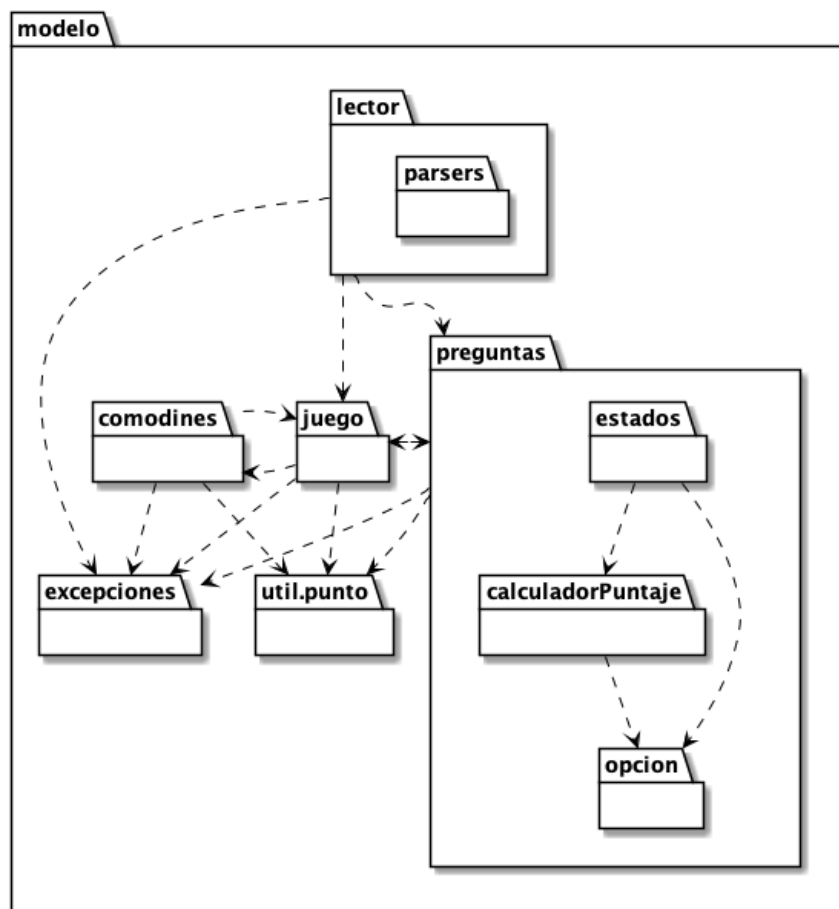 modelo
lector
parsers
preguntas
comodines
juego
estados
excepciones
util.punto
calculadorPuntaje
opcion